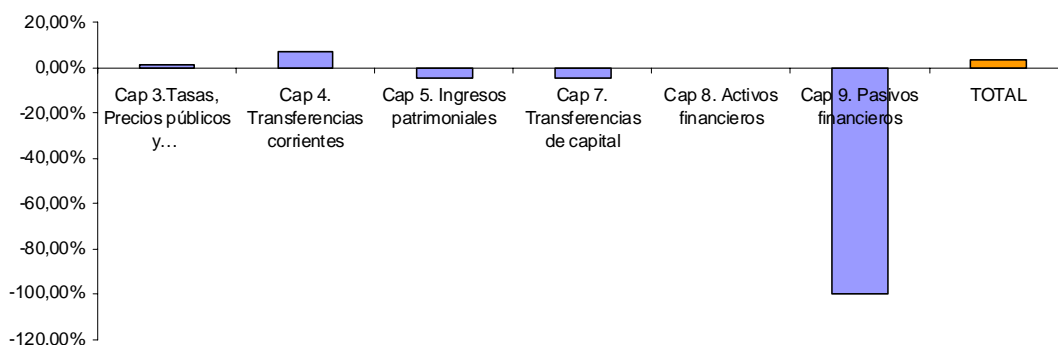 20,00%
0,00%
-20,00%
-40,00%
-60,00%
-80,00%
-100,00%
-120,00%
Cap 3.Tasas,
Precios públicos
y…
Cap 4.
Transferencias
corrientes
Cap 5. Ingresos
patrimoniales
Cap 7.
Transferencias
de capital
Cap 8. Activos
financieros
Cap 9. Pasivos
financieros
TOTAL